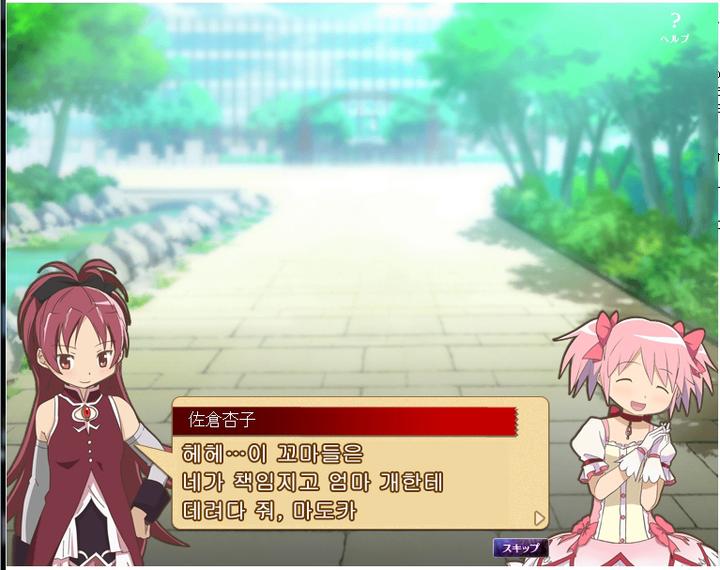 ?
ヘルプ
佐倉杏子
헤헤…이 꼬마들은
네가 책임지고 엄마 개한테
데려다 줘, 마도카
スキップ